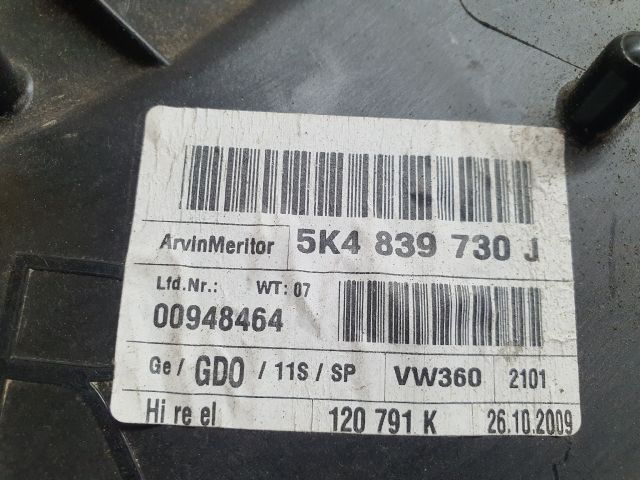 ArvinMeritor 5K4 839 730 J
Lfd.Nr.: WT: 07
00948464
Ge / GDO / 11S / SP VW360 2101
Hi re el 120 791 K 26.10.2009